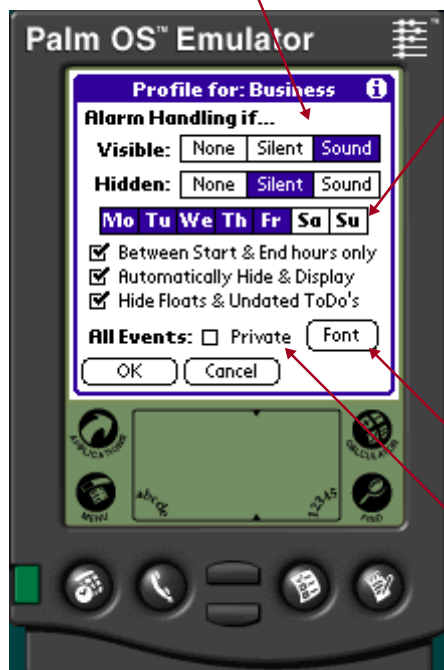 Palm OS™ Emulator
Profile for: Business i
Alarm Handling if...
Visible: None Silent Sound
Hidden: None Silent Sound
Mo Tu We Th Fr Sa Su
Between Start & End hours only
Automatically Hide & Display
Hide Floats & Undated ToDo's
All Events: Private Font
OK Cancel
APPLICATIONS CALCULATOR
MENU abcde 12345 FIND